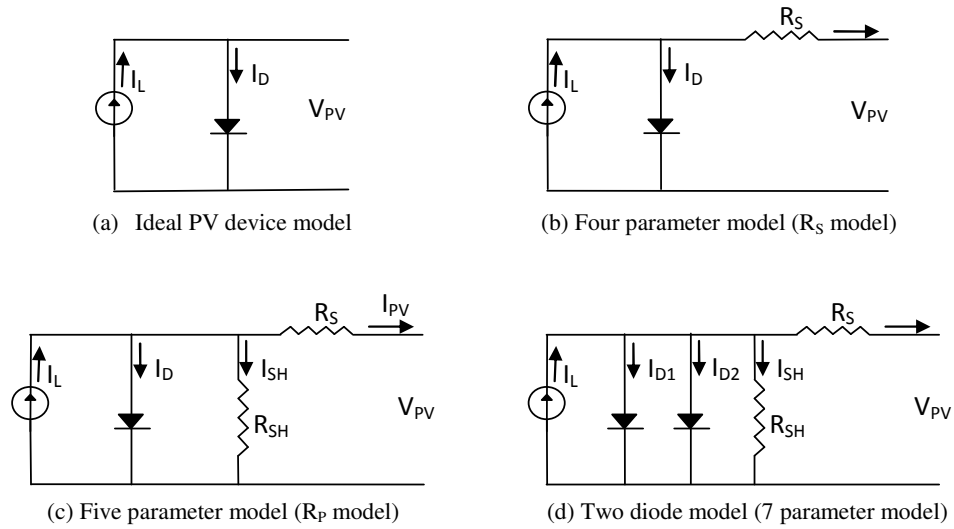 I_L
I_D
V_PV
(a) Ideal PV device model
R_S
I_L
I_D
V_PV
(b) Four parameter model (R_S model)
R_S
I_PV
I_L
I_D
I_SH
R_SH
V_PV
(c) Five parameter model (R_P model)
R_S
I_L
I_D1
I_D2
I_SH
R_SH
V_PV
(d) Two diode model (7 parameter model)